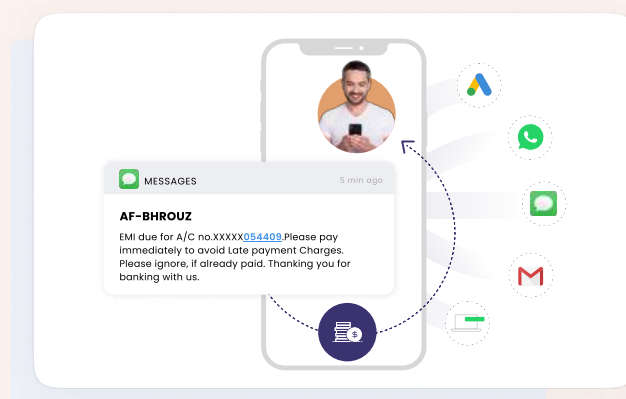 MESSAGES
5 min ago
AF-BHROUZ
EMI due for A/C no.XXXXX054409.Please pay
immediately to avoid Late payment Charges.
Please ignore, if already paid. Thanking you for
banking with us.
$